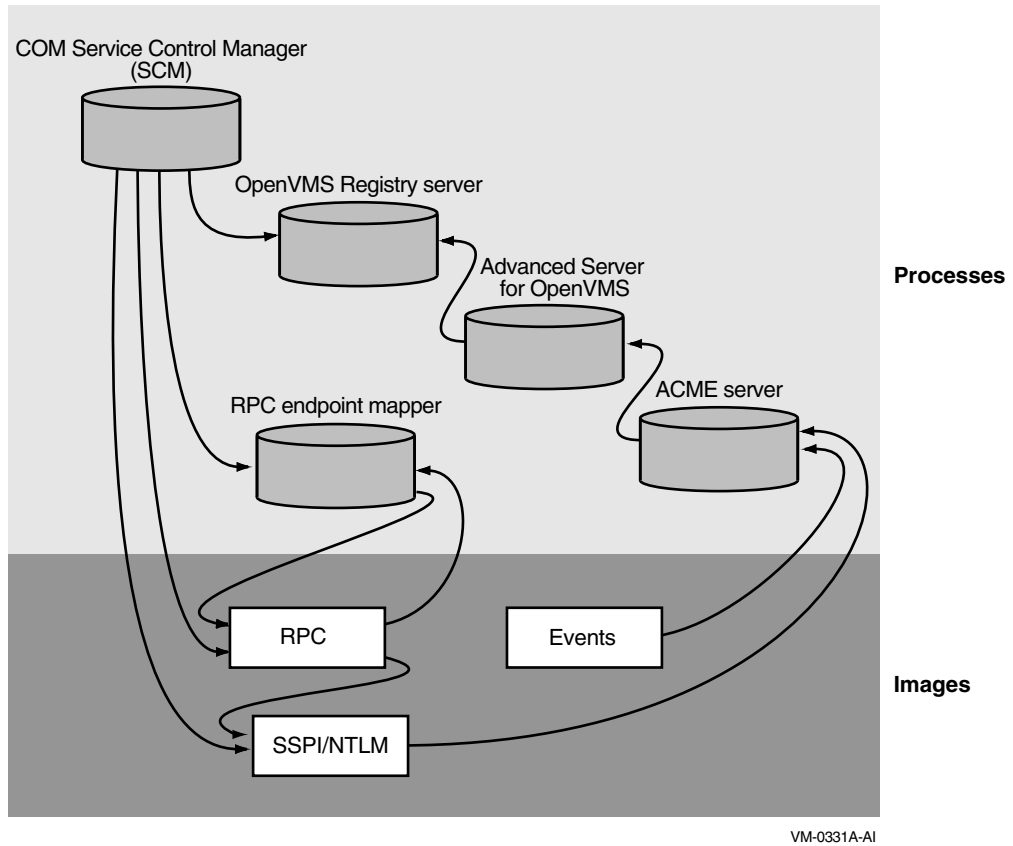 COM Service Control Manager
(SCM)
OpenVMS Registry server
Advanced Server
for OpenVMS
Processes
ACME server
RPC endpoint mapper
RPC
Events
Images
SSPI/NTLM
VM-0331A-AI